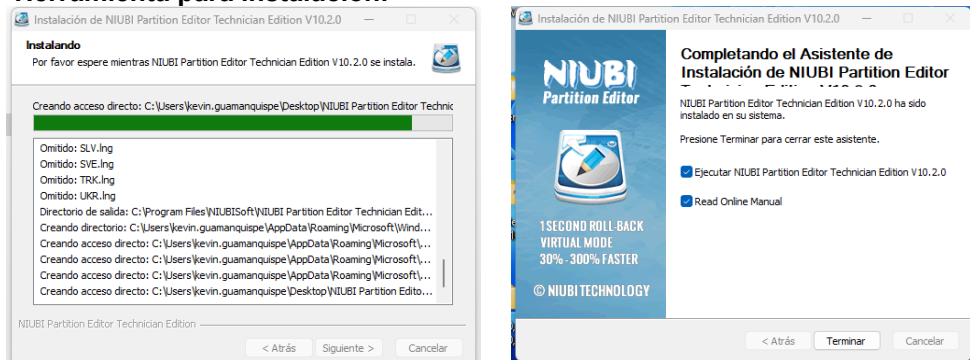 Herramienta para instalación:
Instalación de NIUBI Partition Editor Technician Edition V10.2.0
Instalando
Por favor espere mientras NIUBI Partition Editor Technician Edition V10.2.0 se instala.
Creando acceso directo: C:\Users\kevin.guamanquispe\Desktop\NIUBI Partition Editor Technic
Omitido: SLV.lng
Omitido: SVE.lng
Omitido: TRK.lng
Omitido: UKR.lng
Directorio de salida: C:\Program Files\NIUBISoft\NIUBI Partition Editor Technician Edit...
Creando directorio: C:\Users\kevin.guamanquispe\AppData\Roaming\Microsoft\Wind...
Creando acceso directo: C:\Users\kevin.guamanquispe\AppData\Roaming\Microsoft\...
Creando acceso directo: C:\Users\kevin.guamanquispe\AppData\Roaming\Microsoft\...
Creando acceso directo: C:\Users\kevin.guamanquispe\AppData\Roaming\Microsoft\...
Creando acceso directo: C:\Users\kevin.guamanquispe\Desktop\NIUBI Partition Edito...
NIUBI Partition Editor Technician Edition
< Atrás
Siguiente >
Cancelar
Instalación de NIUBI Partition Editor Technician Edition V10.2.0
NIUBI
Partition Editor
1 SECOND ROLL-BACK
VIRTUAL MODE
30% - 300% FASTER
© NIUBI TECHNOLOGY
Completando el Asistente de
Instalación de NIUBI Partition Editor
Technician Edition V10.2.0
NIUBI Partition Editor Technician Edition V10.2.0 ha sido
instalado en su sistema.
Presione Terminar para cerrar este asistente.
Ejecutar NIUBI Partition Editor Technician Edition V10.2.0
Read Online Manual
< Atrás
Terminar
Cancelar